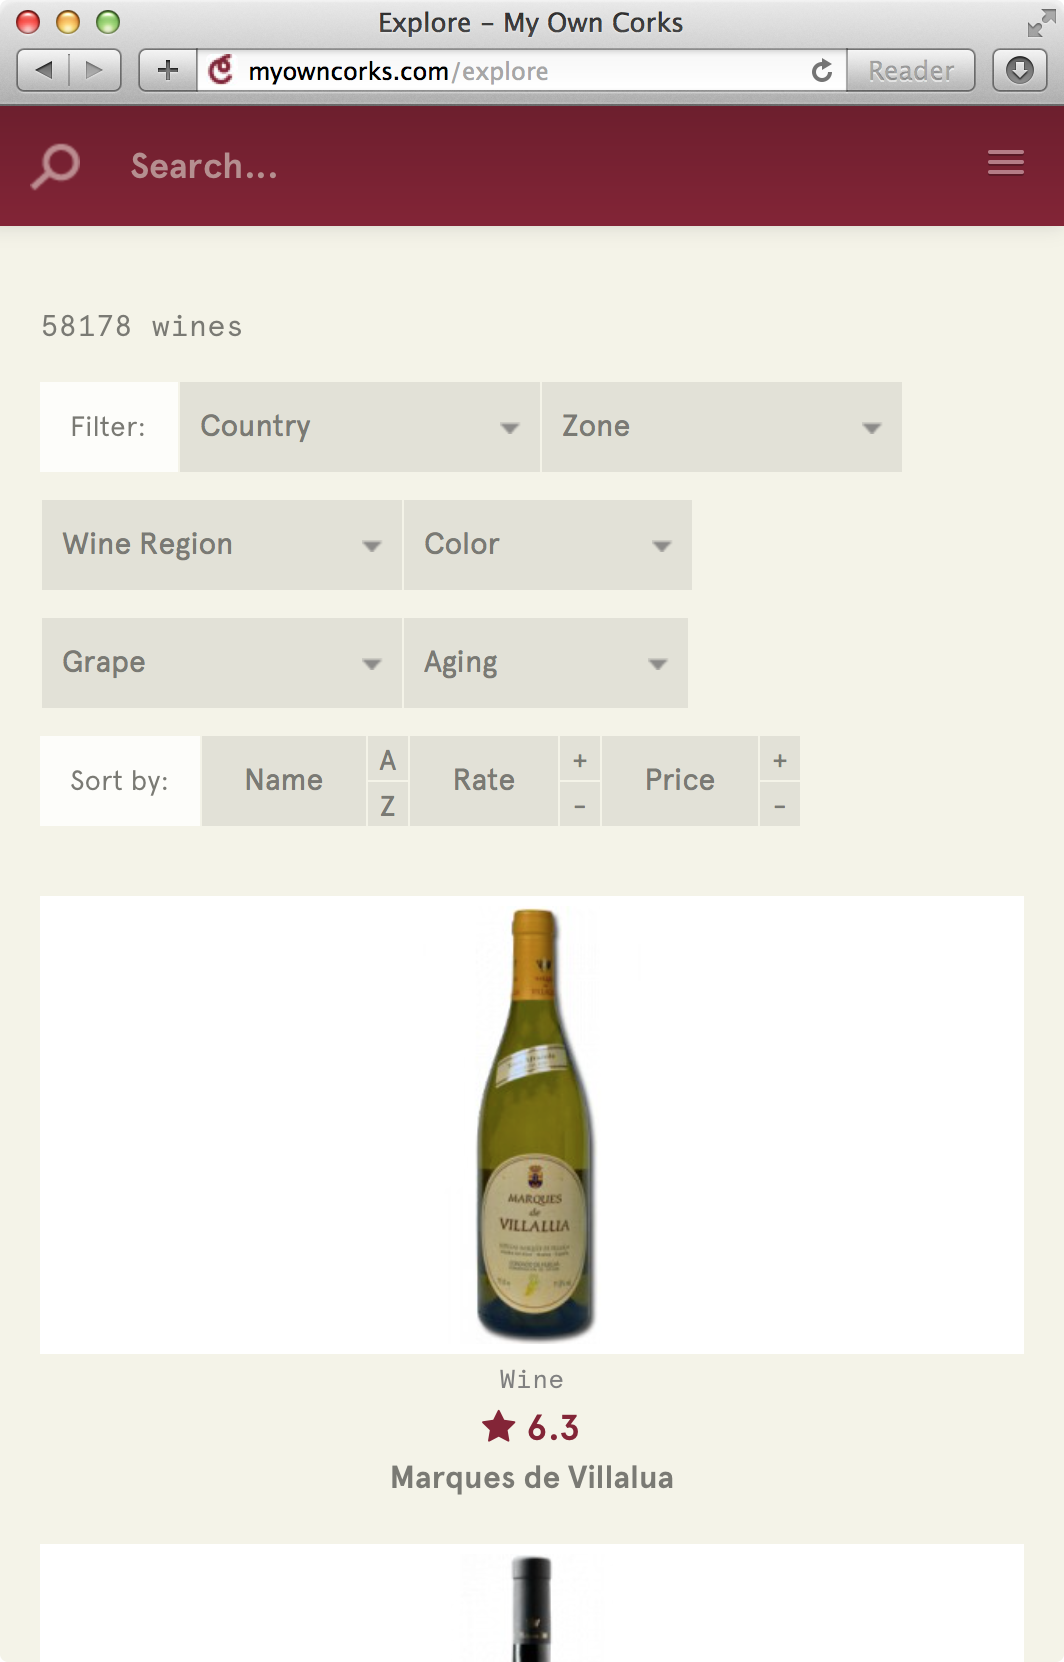 Explore – My Own Corks
myowncorks.com/explore
Reader
Search...
58178 wines
Filter:
Country
Zone
Wine Region
Color
Grape
Aging
Sort by:
Name
A
Z
Rate
+
-
Price
+
-
MARQUES
de
VILLALUA
Wine
6.3
Marques de Villalua